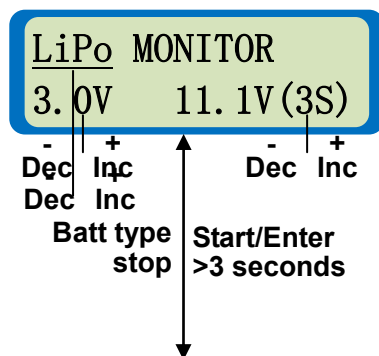 LiPo MONITOR
3.0V 11.1V(3S)
- + - +
Dec Inc Dec Inc
- +
Dec Inc
Batt type Start/Enter
stop >3 seconds